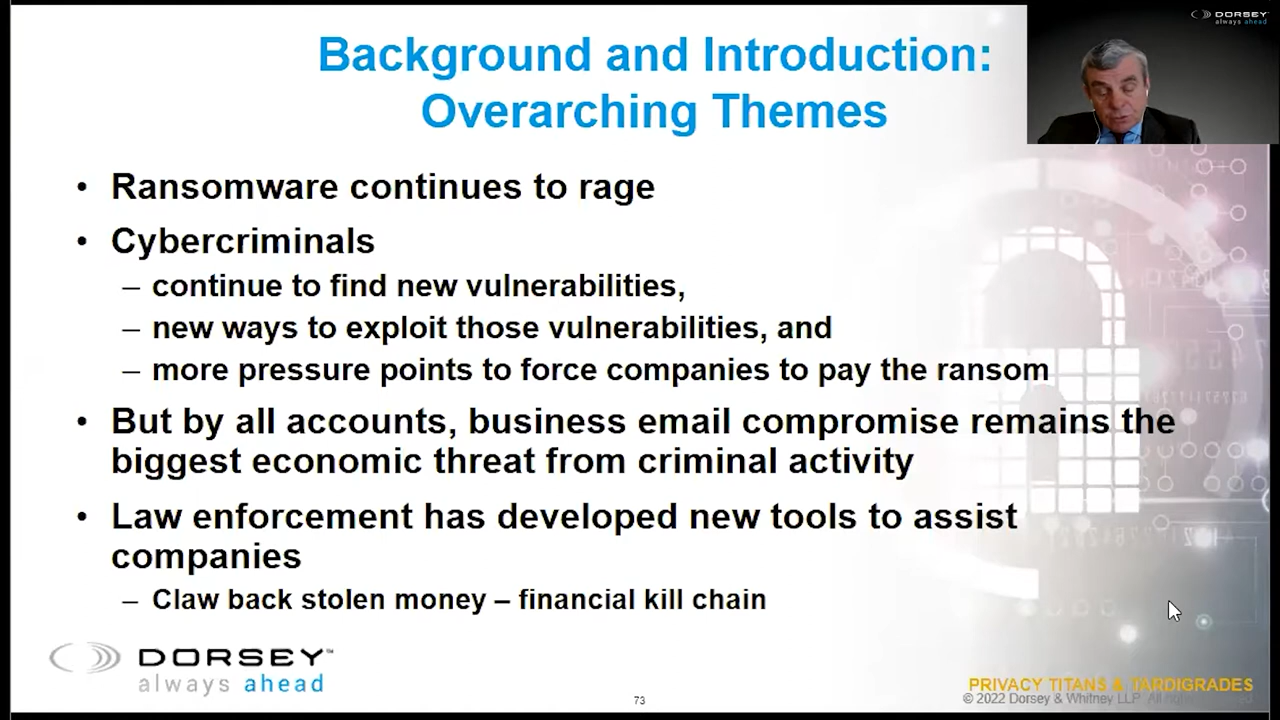 DORSEY
always ahead
Background and Introduction:
Overarching Themes
• Ransomware continues to rage
• Cybercriminals
– continue to find new vulnerabilities,
– new ways to exploit those vulnerabilities, and
– more pressure points to force companies to pay the ransom
• But by all accounts, business email compromise remains the
biggest economic threat from criminal activity
• Law enforcement has developed new tools to assist
companies
– Claw back stolen money – financial kill chain
DORSEY™
always ahead
73
PRIVACY TITANS & TARDIGRADES
© 2022 Dorsey & Whitney LLP. All rights reserved.